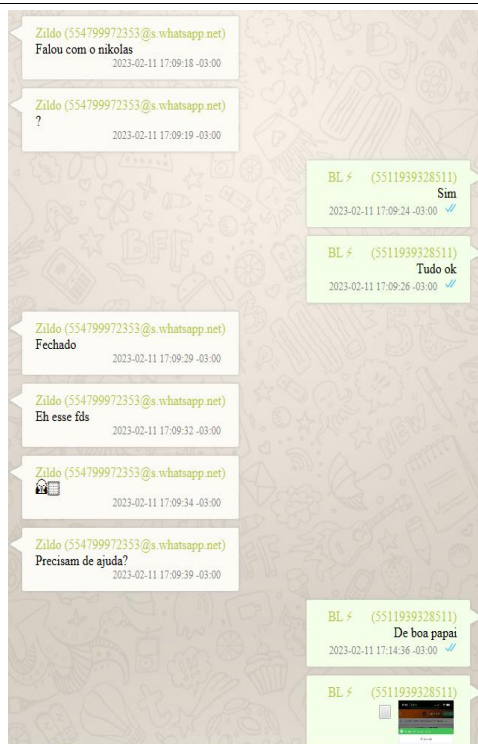 Zildo (554799972353@s.whatsapp.net)
Falou com o nikolas
2023-02-11 17:09:18 -03:00
Zildo (554799972353@s.whatsapp.net)
?
2023-02-11 17:09:19 -03:00
BL⚡ (5511939328511)
Sim
2023-02-11 17:09:24 -03:00
BL⚡ (5511939328511)
Tudo ok
2023-02-11 17:09:26 -03:00
Zildo (554799972353@s.whatsapp.net)
Fechado
2023-02-11 17:09:29 -03:00
Zildo (554799972353@s.whatsapp.net)
Eh esse fds
2023-02-11 17:09:32 -03:00
Zildo (554799972353@s.whatsapp.net)
2023-02-11 17:09:34 -03:00
Zildo (554799972353@s.whatsapp.net)
Precisam de ajuda?
2023-02-11 17:09:39 -03:00
BL⚡ (5511939328511)
De boa papai
2023-02-11 17:14:36 -03:00
BL⚡ (5511939328511)